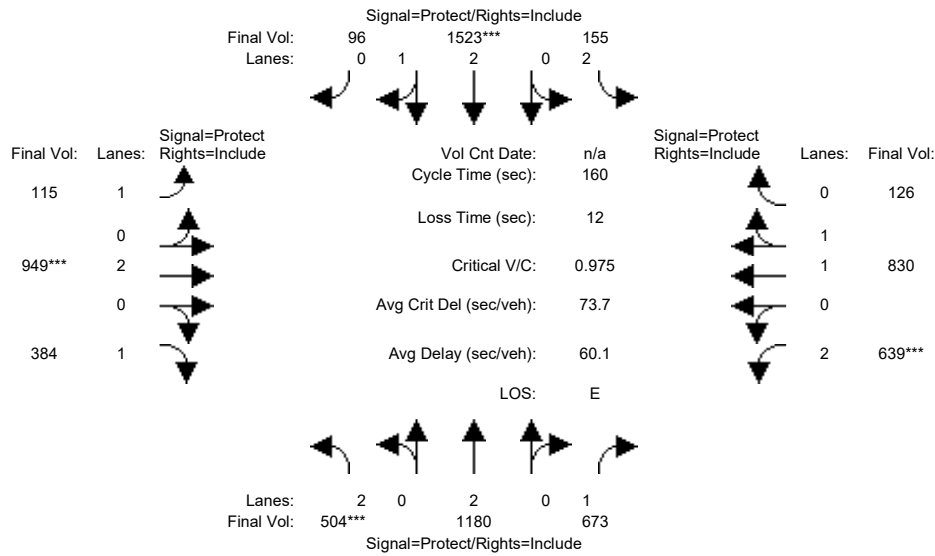 Signal=Protect/Rights=Include
Final Vol: 96 1523*** 155
Lanes: 0 1 2 0 2
Signal=Protect
Final Vol: Lanes: Rights=Include
Vol Cnt Date: n/a
Signal=Protect
Rights=Include Lanes: Final Vol:
Cycle Time (sec): 160
115 1
0 126
Loss Time (sec): 12
0
1
949*** 2
Critical V/C: 0.975
1 830
0
Avg Crit Del (sec/veh): 73.7
0
384 1
Avg Delay (sec/veh): 60.1
2 639***
LOS: E
Lanes: 2 0 2 0 1
Final Vol: 504*** 1180 673
Signal=Protect/Rights=Include